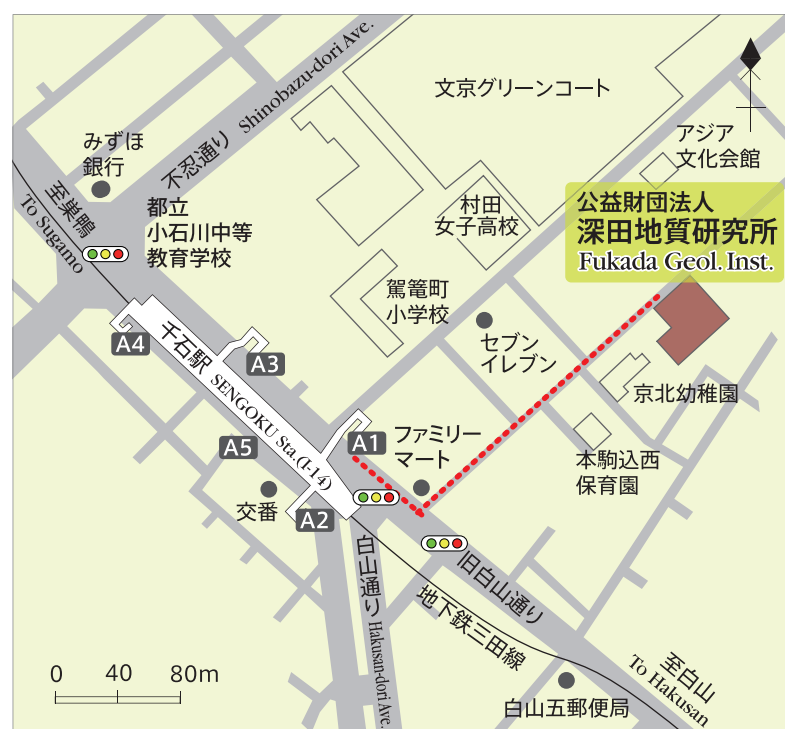 不忍通り Shinobazu-dori Ave.
文京グリーンコート
アジア
文化会館
みずほ
銀行
至巣鴨
To Sugamo
都立
小石川中等
教育学校
村田
女子高校
公益財団法人
深田地質研究所
Fukada Geol. Inst.
駕籠町
小学校
セブン
イレブン
A4
千石駅 SENGOKU Sta.(I-14)
A3
京北幼稚園
A5
A1
ファミリー
マート
本駒込西
保育園
交番
A2
白山通り Hakusan-dori Ave.
旧白山通り
地下鉄三田線
至白山
To Hakusan
白山五郵便局
0 40 80m